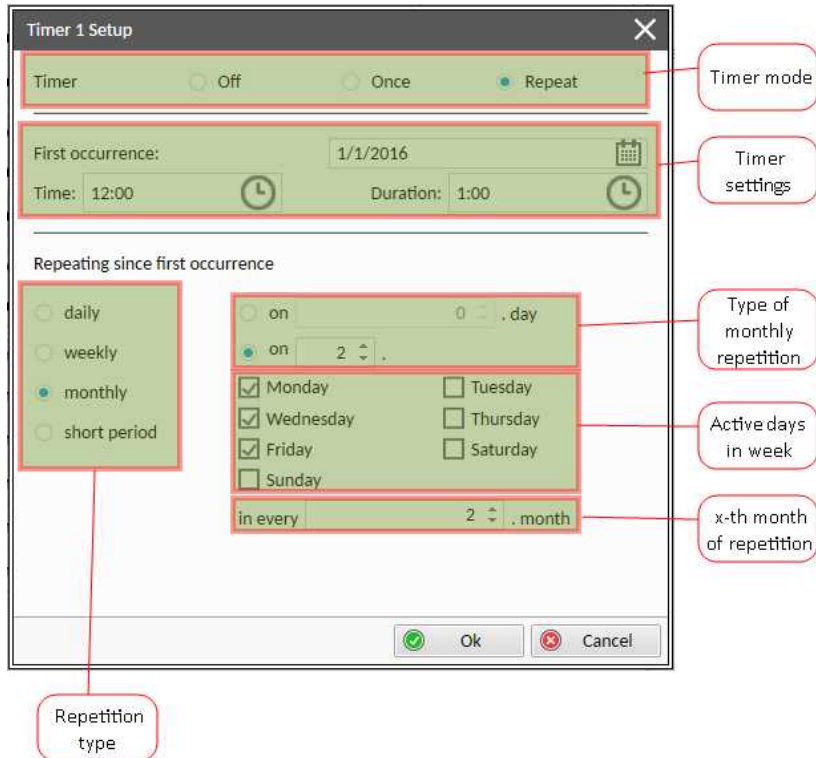 Timer 1 Setup
Timer Off Once Repeat
Timer mode
First occurrence: 1/1/2016
Time: 12:00 Duration: 1:00
Timer
settings
Repeating since first occurrence
daily
weekly
monthly
short period
on 0 . day
on 2 .
Type of
monthly
repetition
Monday Tuesday
Wednesday Thursday
Friday Saturday
Sunday
Active days
in week
in every 2 . month
x-th month
of repetition
Ok Cancel
Repetition
type